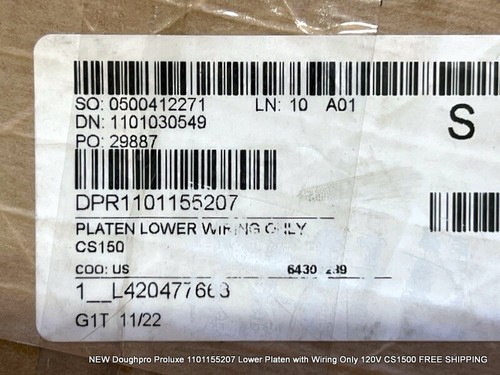 SO: 0500412271 LN: 10 A01
DN: 1101030549
S
PO: 29887
DPR1101155207
PLATEN LOWER WIRING ONLY
CS150
COO: US
1__L420477663
G1T 11/22
NEW Doughpro Proluxe 1101155207 Lower Platen with Wiring Only 120V CS1500 FREE SHIPPING